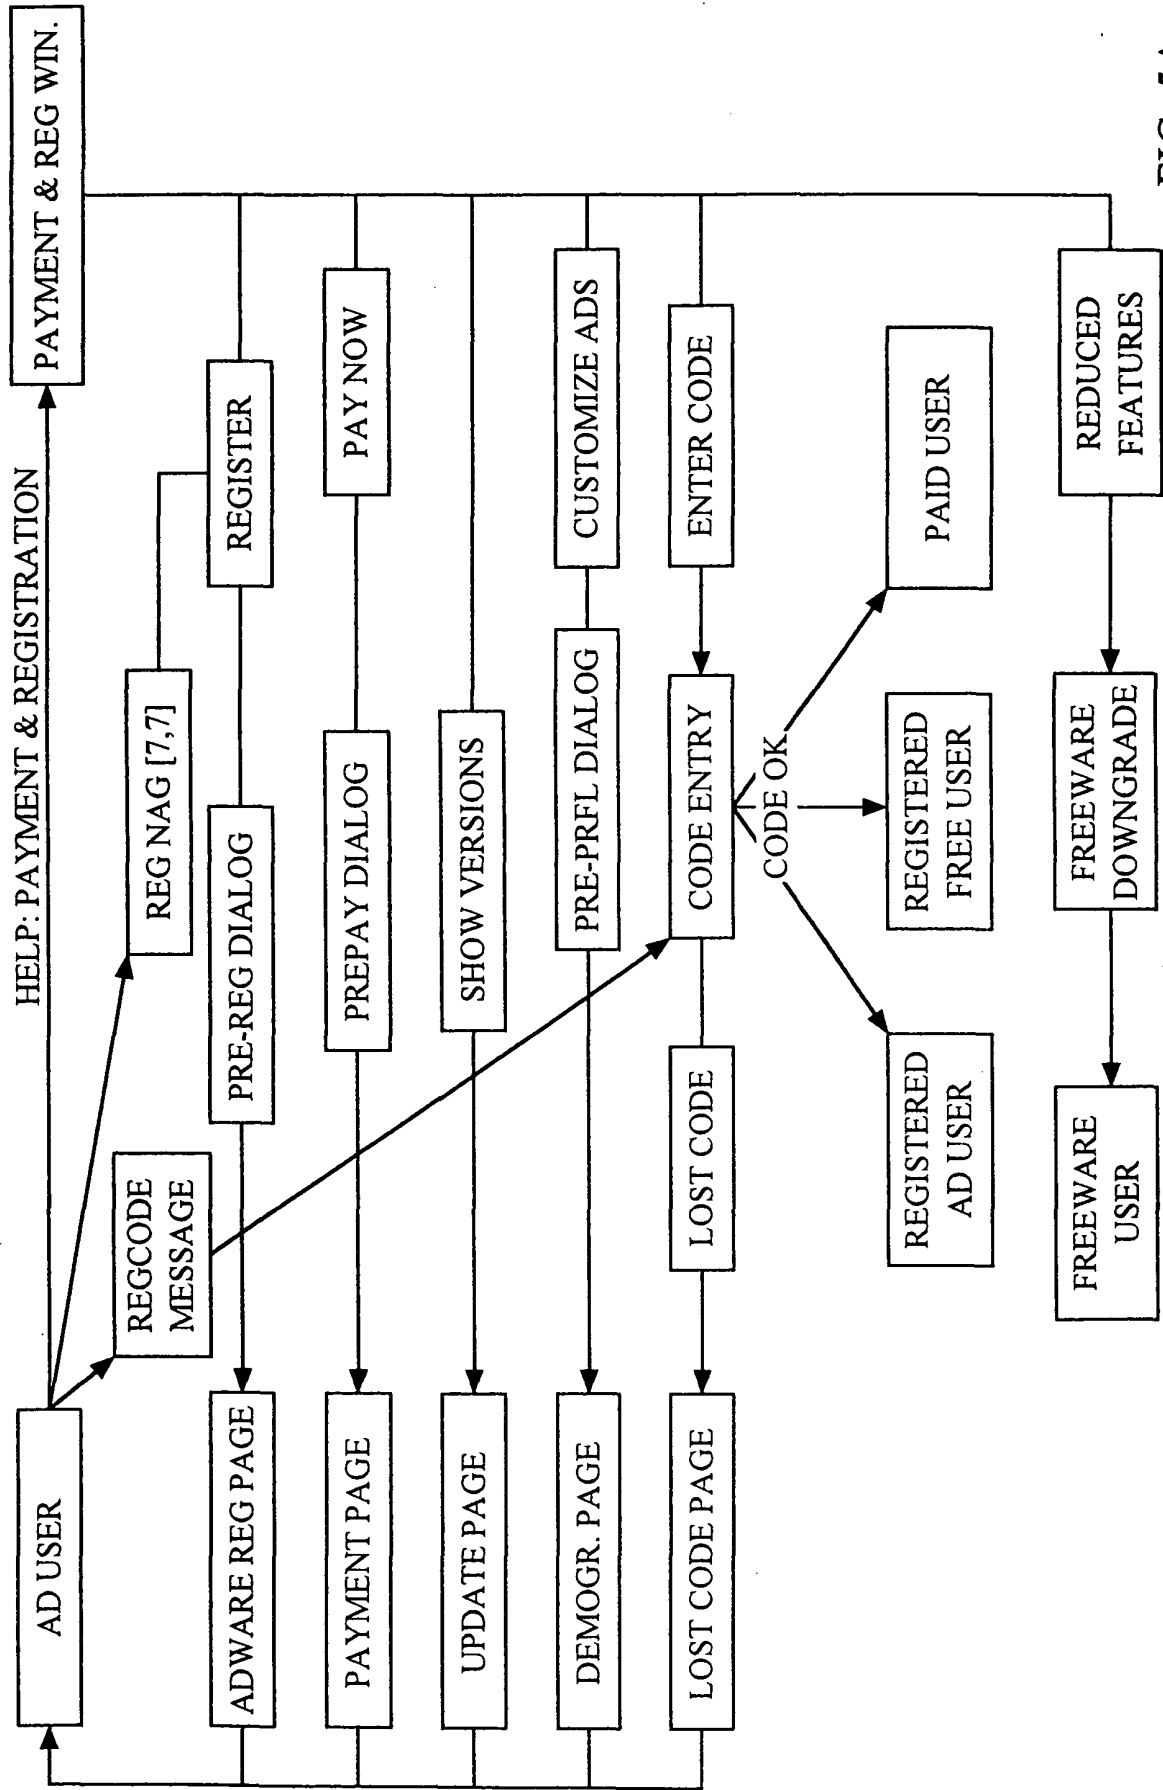 AD USER
HELP: PAYMENT & REGISTRATION
PAYMENT & REG WIN.
REGCODE
MESSAGE
REG NAG [7,7]
ADWARE REG PAGE
PRE-REG DIALOG
REGISTER
PAYMENT PAGE
PREPAY DIALOG
PAY NOW
UPDATE PAGE
SHOW VERSIONS
DEMOGR. PAGE
PRE-PRFL DIALOG
CUSTOMIZE ADS
LOST CODE PAGE
LOST CODE
CODE ENTRY
ENTER CODE
CODE OK
REGISTERED
AD USER
REGISTERED
FREE USER
PAID USER
FREEWARE
USER
FREEWARE
DOWNGRADE
REDUCED
FEATURES